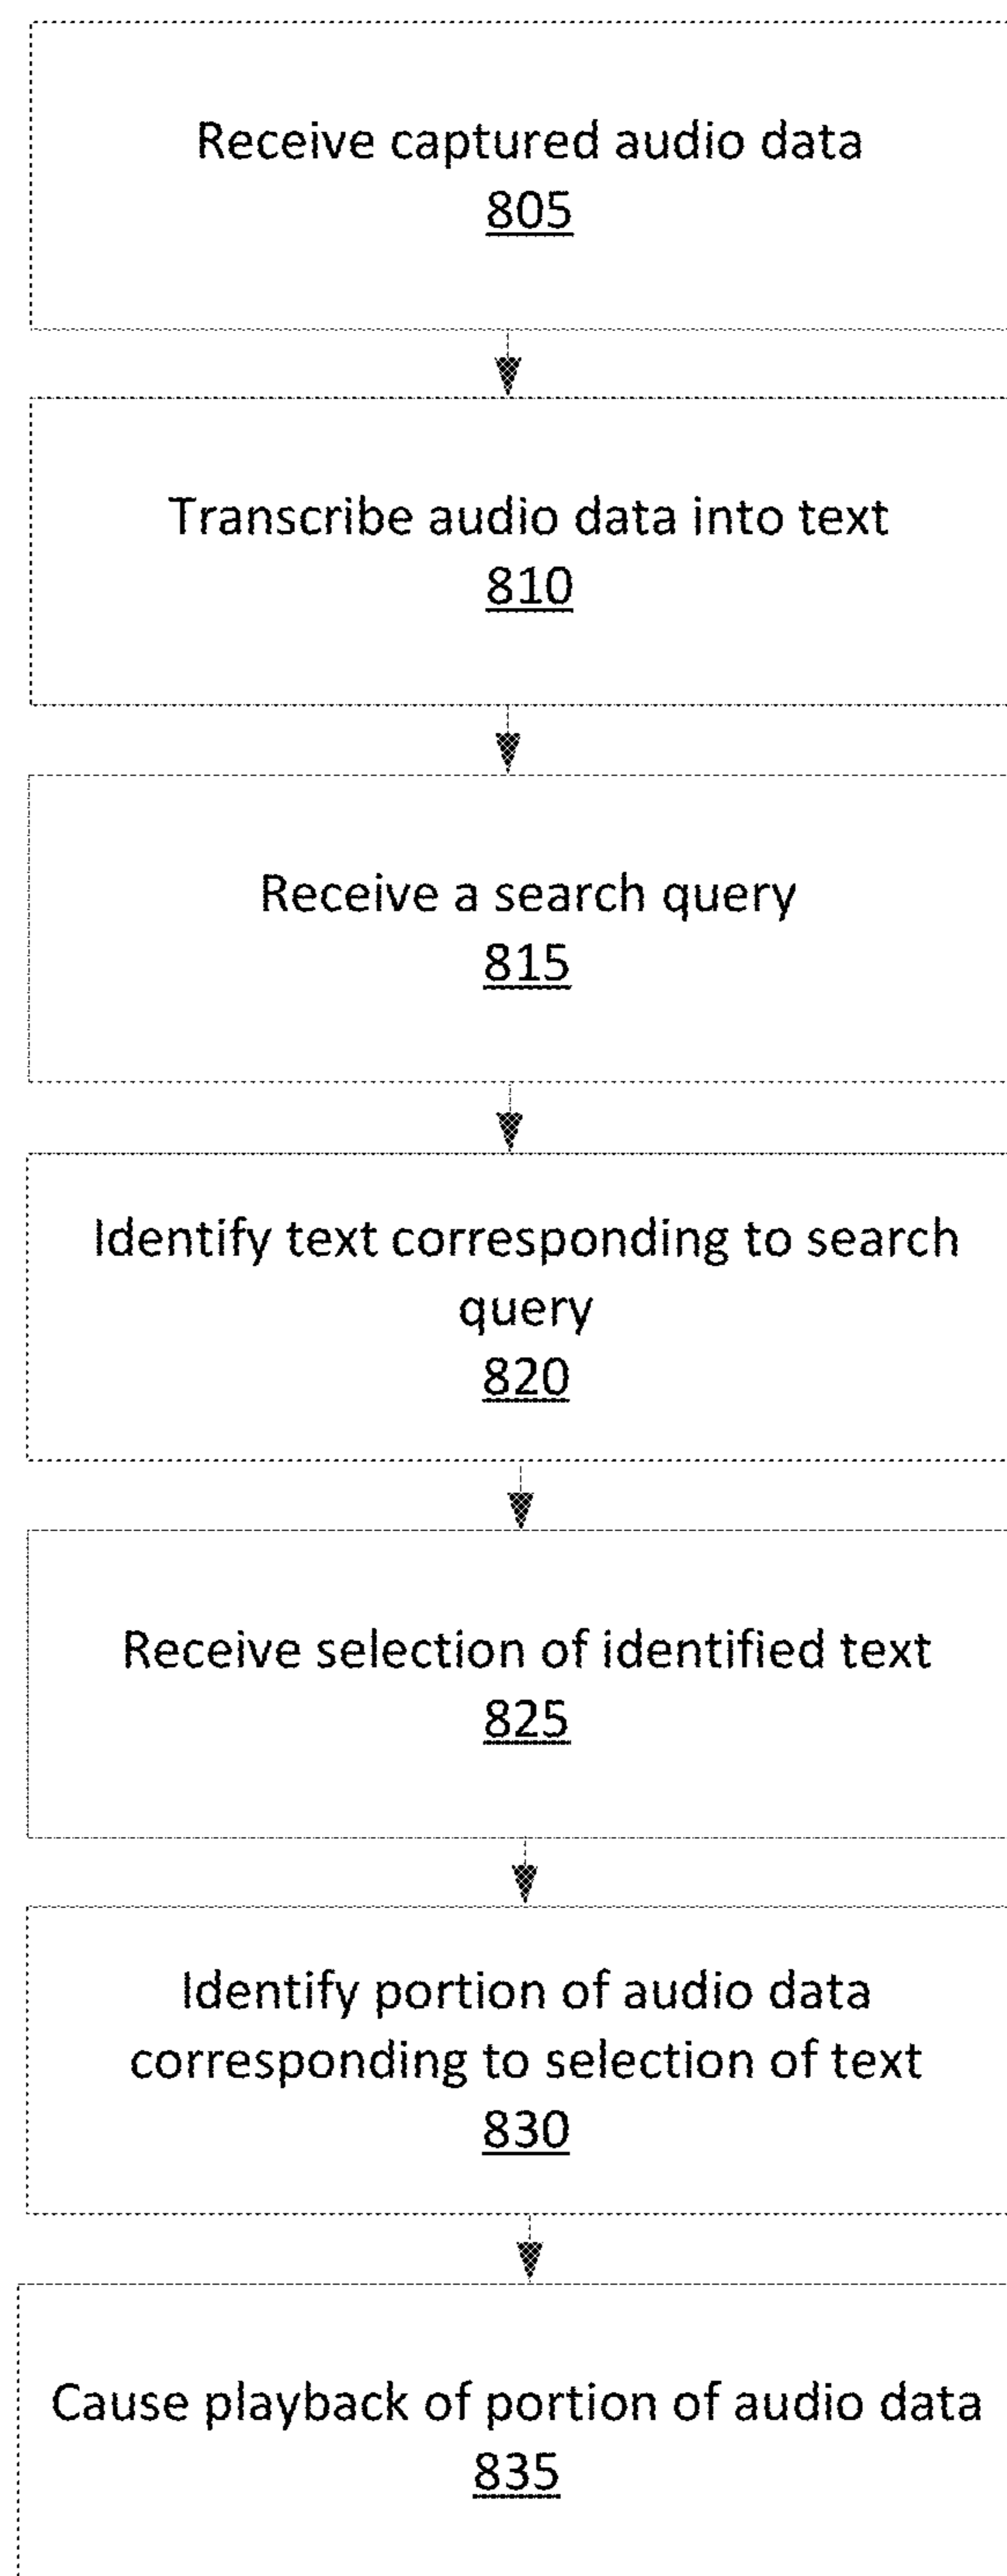 Receive captured audio data
805
Transcribe audio data into text
810
Receive a search query
815
Identify text corresponding to search
query
820
Receive selection of identified text
825
Identify portion of audio data
corresponding to selection of text
830
Cause playback of portion of audio data
835